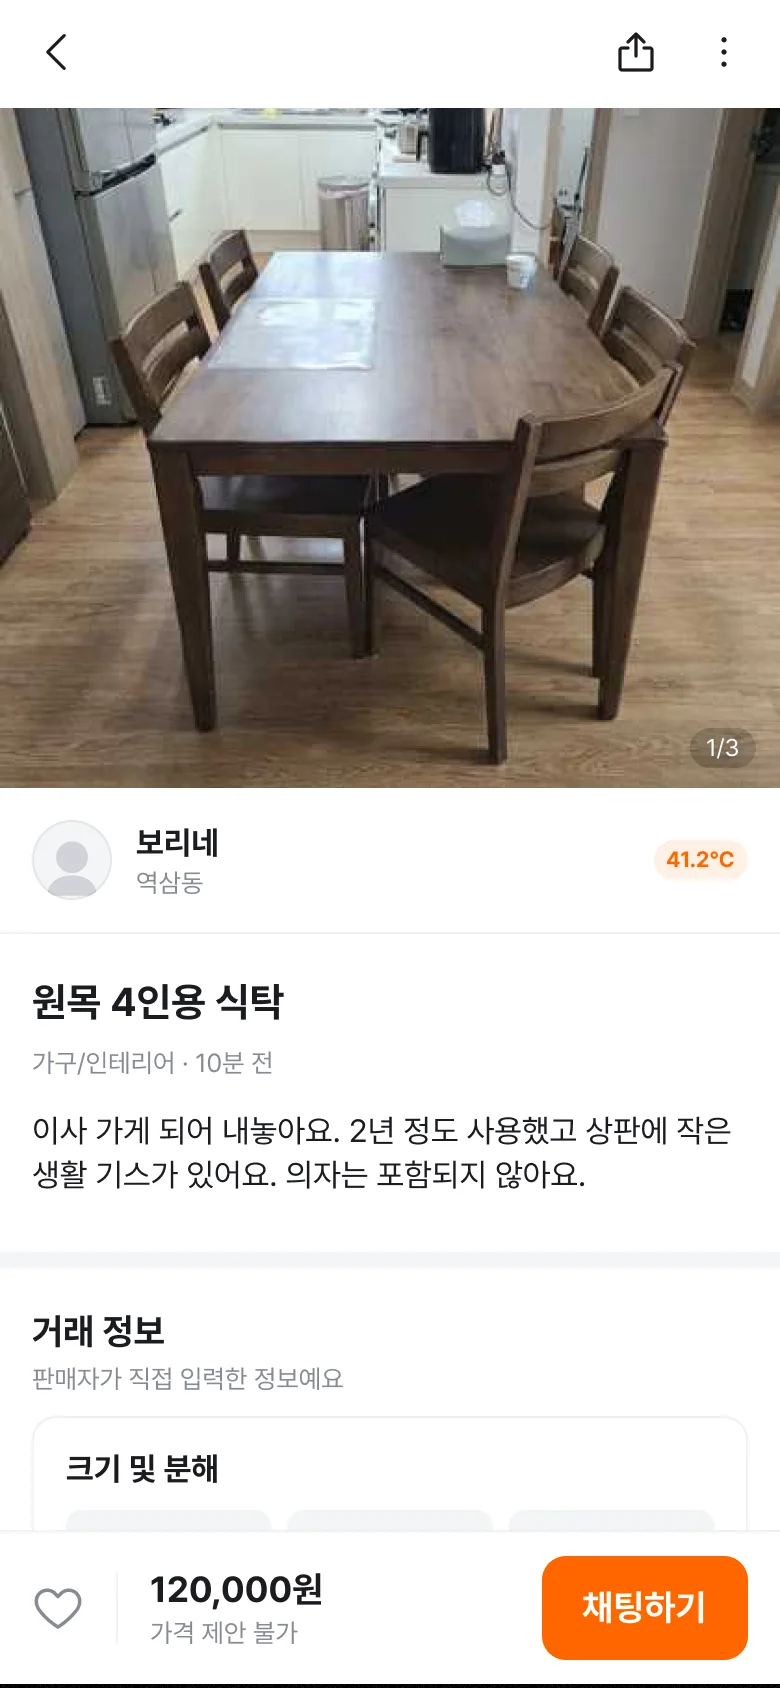 1/3
보리네
역삼동
41.2°C
원목 4인용 식탁
가구/인테리어 · 10분 전
이사 가게 되어 내놓아요. 2년 정도 사용했고 상판에 작은
생활 기스가 있어요. 의자는 포함되지 않아요.
거래 정보
판매자가 직접 입력한 정보예요
크기 및 분해
120,000원
가격 제안 불가
채팅하기